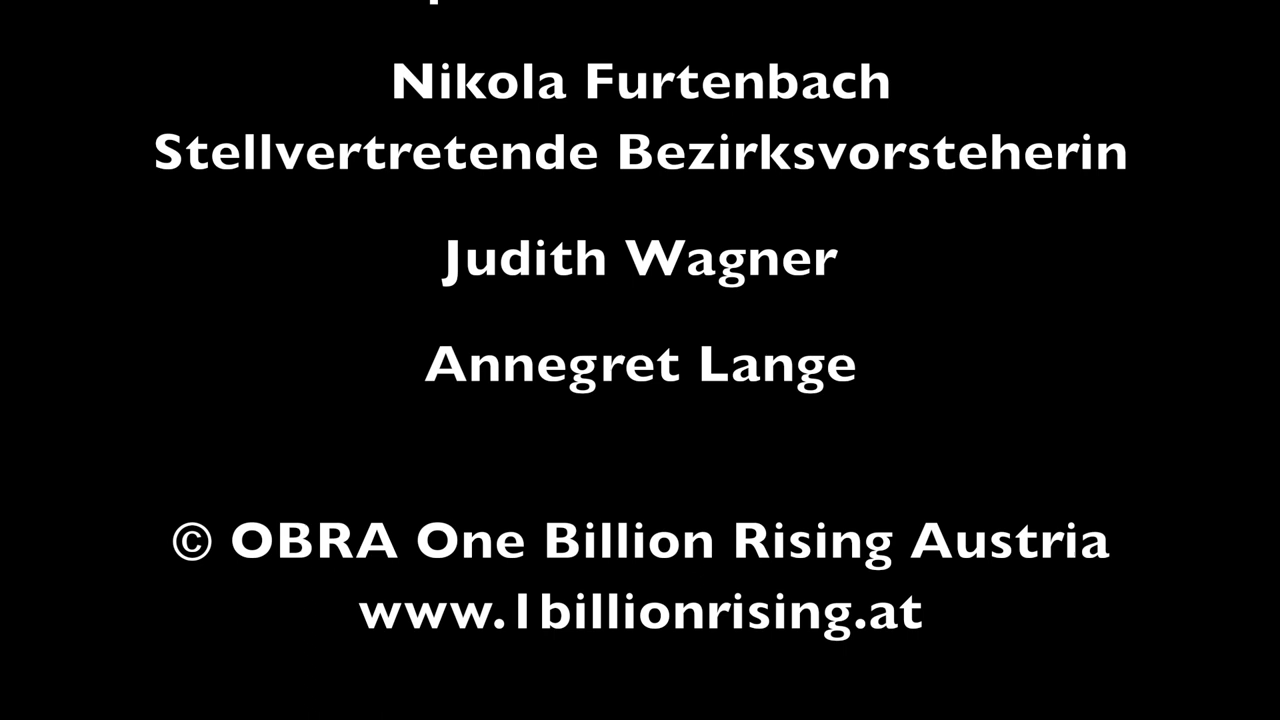 Nikola Furtenbach
Stellvertretende Bezirksvorsteherin
Judith Wagner
Annegret Lange
© OBRA One Billion Rising Austria
www.1billionrising.at